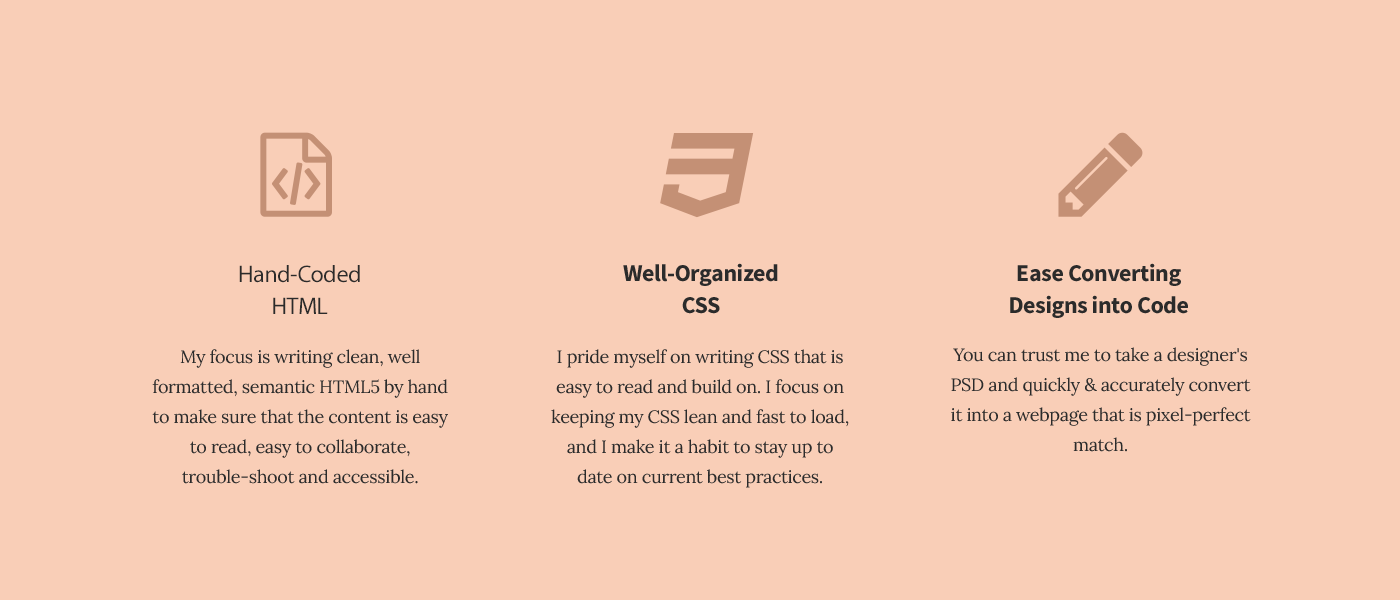 Hand-Coded
HTML
My focus is writing clean, well
formatted, semantic HTML5 by hand
to make sure that the content is easy
to read, easy to collaborate,
trouble-shoot and accessible.
Well-Organized
CSS
I pride myself on writing CSS that is
easy to read and build on. I focus on
keeping my CSS lean and fast to load,
and I make it a habit to stay up to
date on current best practices.
Ease Converting
Designs into Code
You can trust me to take a designer's
PSD and quickly & accurately convert
it into a webpage that is pixel-perfect
match.